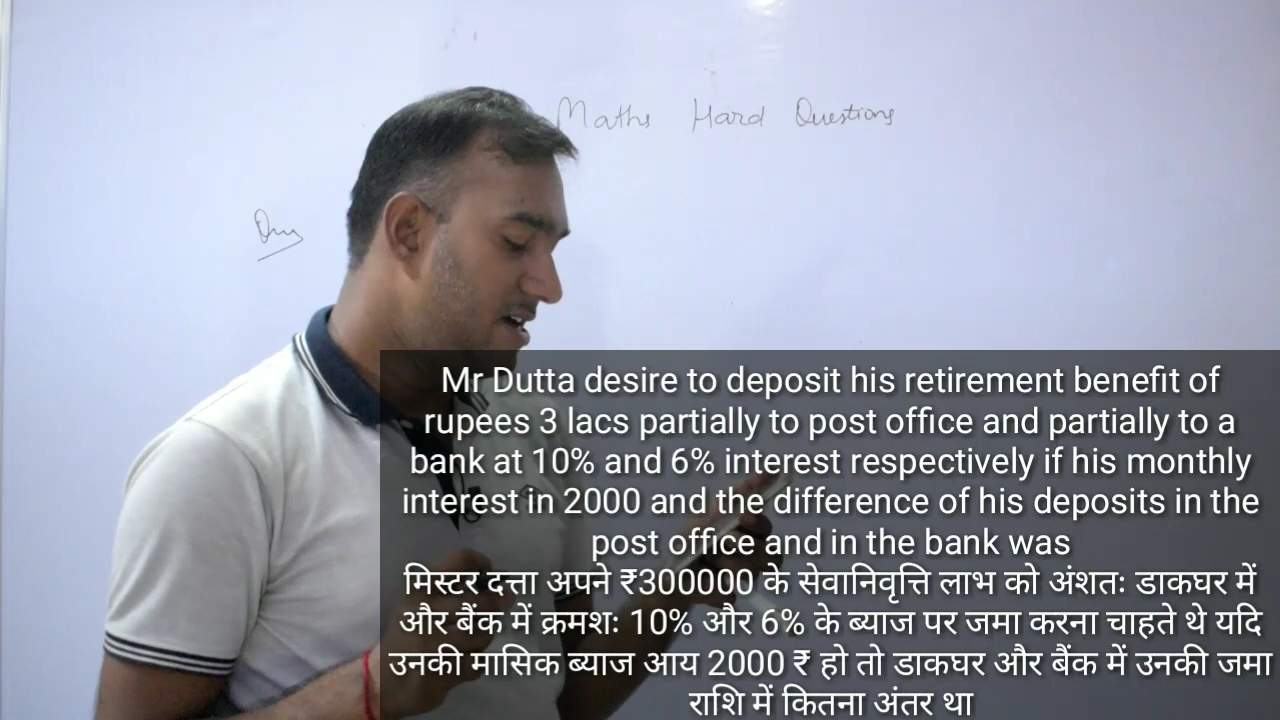 Maths Hard Questions
Ques
Mr Dutta desire to deposit his retirement benefit of
rupees 3 lacs partially to post office and partially to a
bank at 10% and 6% interest respectively if his monthly
interest in 2000 and the difference of his deposits in the
post office and in the bank was
मिस्टर दत्ता अपने ₹300000 के सेवानिवृत्ति लाभ को अंशतः डाकघर में
और बैंक में क्रमशः 10% और 6% के ब्याज पर जमा करना चाहते थे यदि
उनकी मासिक ब्याज आय 2000 ₹ हो तो डाकघर और बैंक में उनकी जमा
राशि में कितना अंतर था